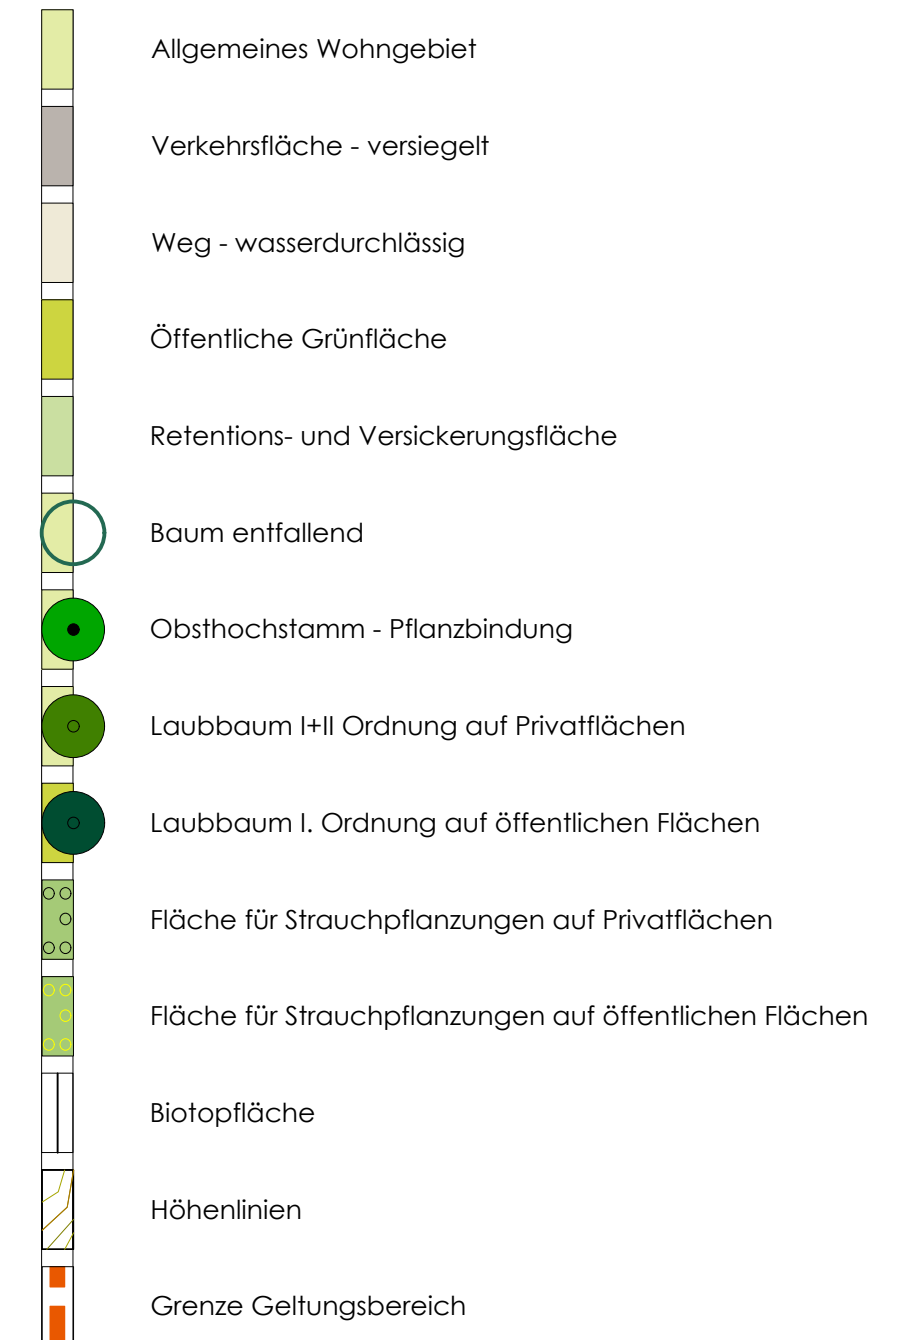 Allgemeines Wohngebiet
Verkehrsfläche - versiegelt
Weg - wasserdurchlässig
Öffentliche Grünfläche
Retentions- und Versickerungsfläche
Baum entfallend
Obsthochstamm - Pflanzbindung
Laubbaum I+II Ordnung auf Privatflächen
Laubbaum I. Ordnung auf öffentlichen Flächen
Fläche für Strauchpflanzungen auf Privatflächen
Fläche für Strauchpflanzungen auf öffentlichen Flächen
Biotopfläche
Höhenlinien
Grenze Geltungsbereich